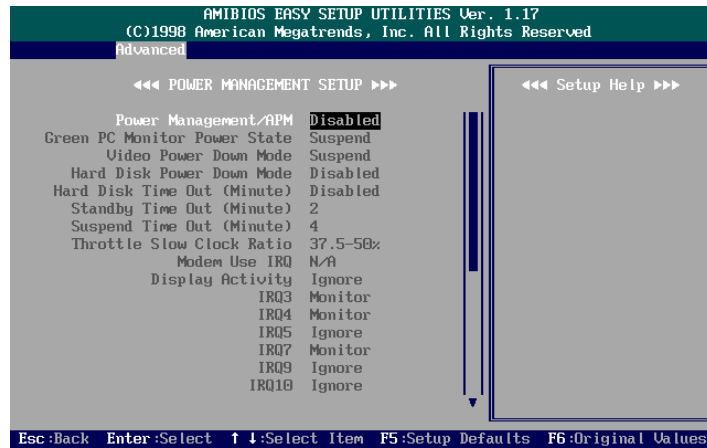 AMIBIOS EASY SETUP UTILITIES Ver. 1.17
(C)1998 American Megatrends, Inc. All Rights Reserved
Advanced
◄◄◄ POWER MANAGEMENT SETUP ►►►
◄◄◄ Setup Help ►►►
Power Management/APM Disabled
Green PC Monitor Power State Suspend
Video Power Down Mode Suspend
Hard Disk Power Down Mode Disabled
Hard Disk Time Out (Minute) Disabled
Standby Time Out (Minute) 2
Suspend Time Out (Minute) 4
Throttle Slow Clock Ratio 37.5-50%
Modem Use IRQ N/A
Display Activity Ignore
IRQ3 Monitor
IRQ4 Monitor
IRQ5 Ignore
IRQ7 Monitor
IRQ9 Ignore
IRQ10 Ignore
Esc:Back Enter:Select ↑ ↓:Select Item F5:Setup Defaults F6:Original Values